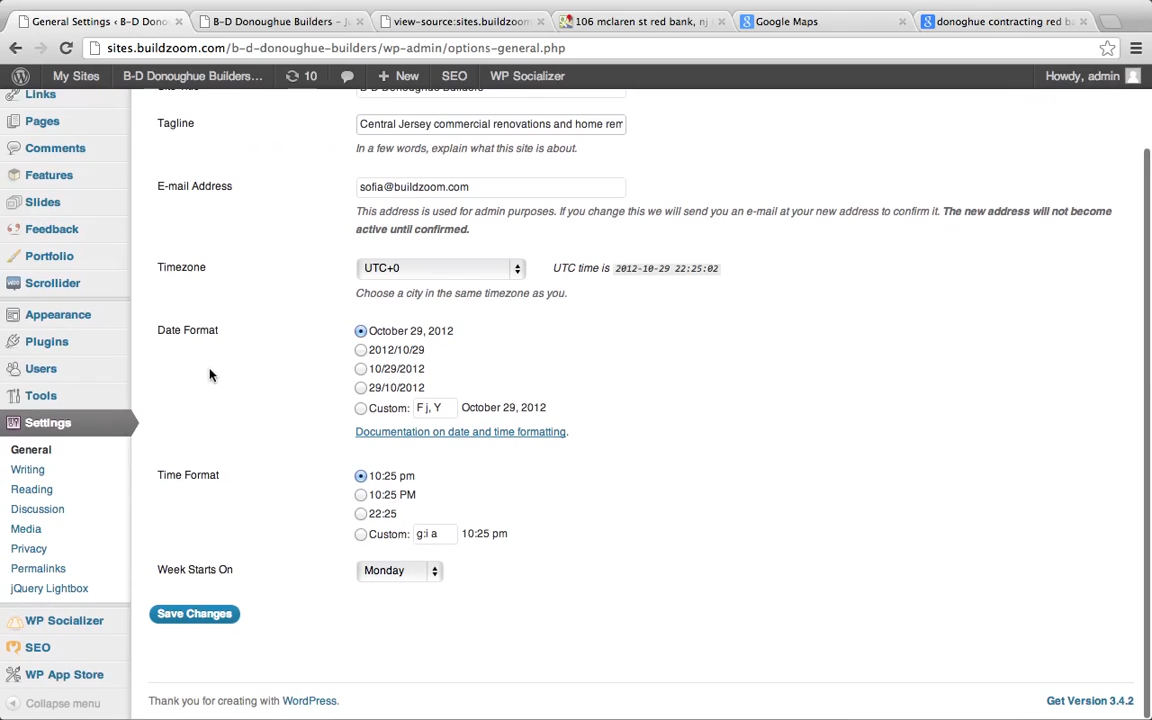 General Settings ‹ B-D Dono
B-D Donoughue Builders –
view-source:sites.buildzoom
106 mclaren st red bank, nj
Google Maps
donoghue contracting red b
sites.buildzoom.com/b-d-donoughue-builders/wp-admin/options-general.php
My Sites
B-D Donoughue Builders...
10
+ New
SEO
WP Socializer
Howdy, admin
Links
Pages
Comments
Features
Slides
Feedback
Portfolio
Scrollider
Appearance
Plugins
Users
Tools
Settings
General
Writing
Reading
Discussion
Media
Privacy
Permalinks
jQuery Lightbox
WP Socializer
SEO
WP App Store
Collapse menu
Tagline
Central Jersey commercial renovations and home rem
In a few words, explain what this site is about.
E-mail Address
sofia@buildzoom.com
This address is used for admin purposes. If you change this we will send you an e-mail at your new address to confirm it. The new address will not become
active until confirmed.
Timezone
UTC+0
UTC time is 2012-10-29 22:25:02
Choose a city in the same timezone as you.
Date Format
October 29, 2012
2012/10/29
10/29/2012
29/10/2012
Custom: F j, Y October 29, 2012
Documentation on date and time formatting.
Time Format
10:25 pm
10:25 PM
22:25
Custom: g:i a 10:25 pm
Week Starts On
Monday
Save Changes
Thank you for creating with WordPress.
Get Version 3.4.2